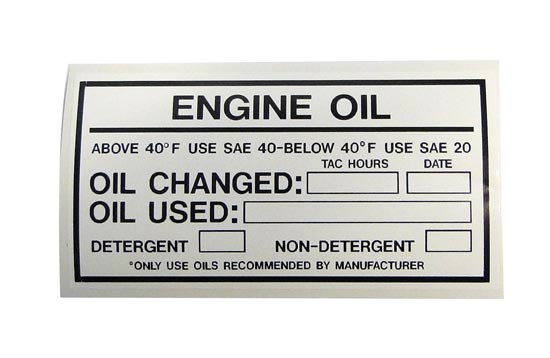 ENGINE OIL
ABOVE 40°F USE SAE 40-BELOW 40°F USE SAE 20
TAC HOURS DATE
OIL CHANGED:
OIL USED:
DETERGENT NON-DETERGENT
°ONLY USE OILS RECOMMENDED BY MANUFACTURER